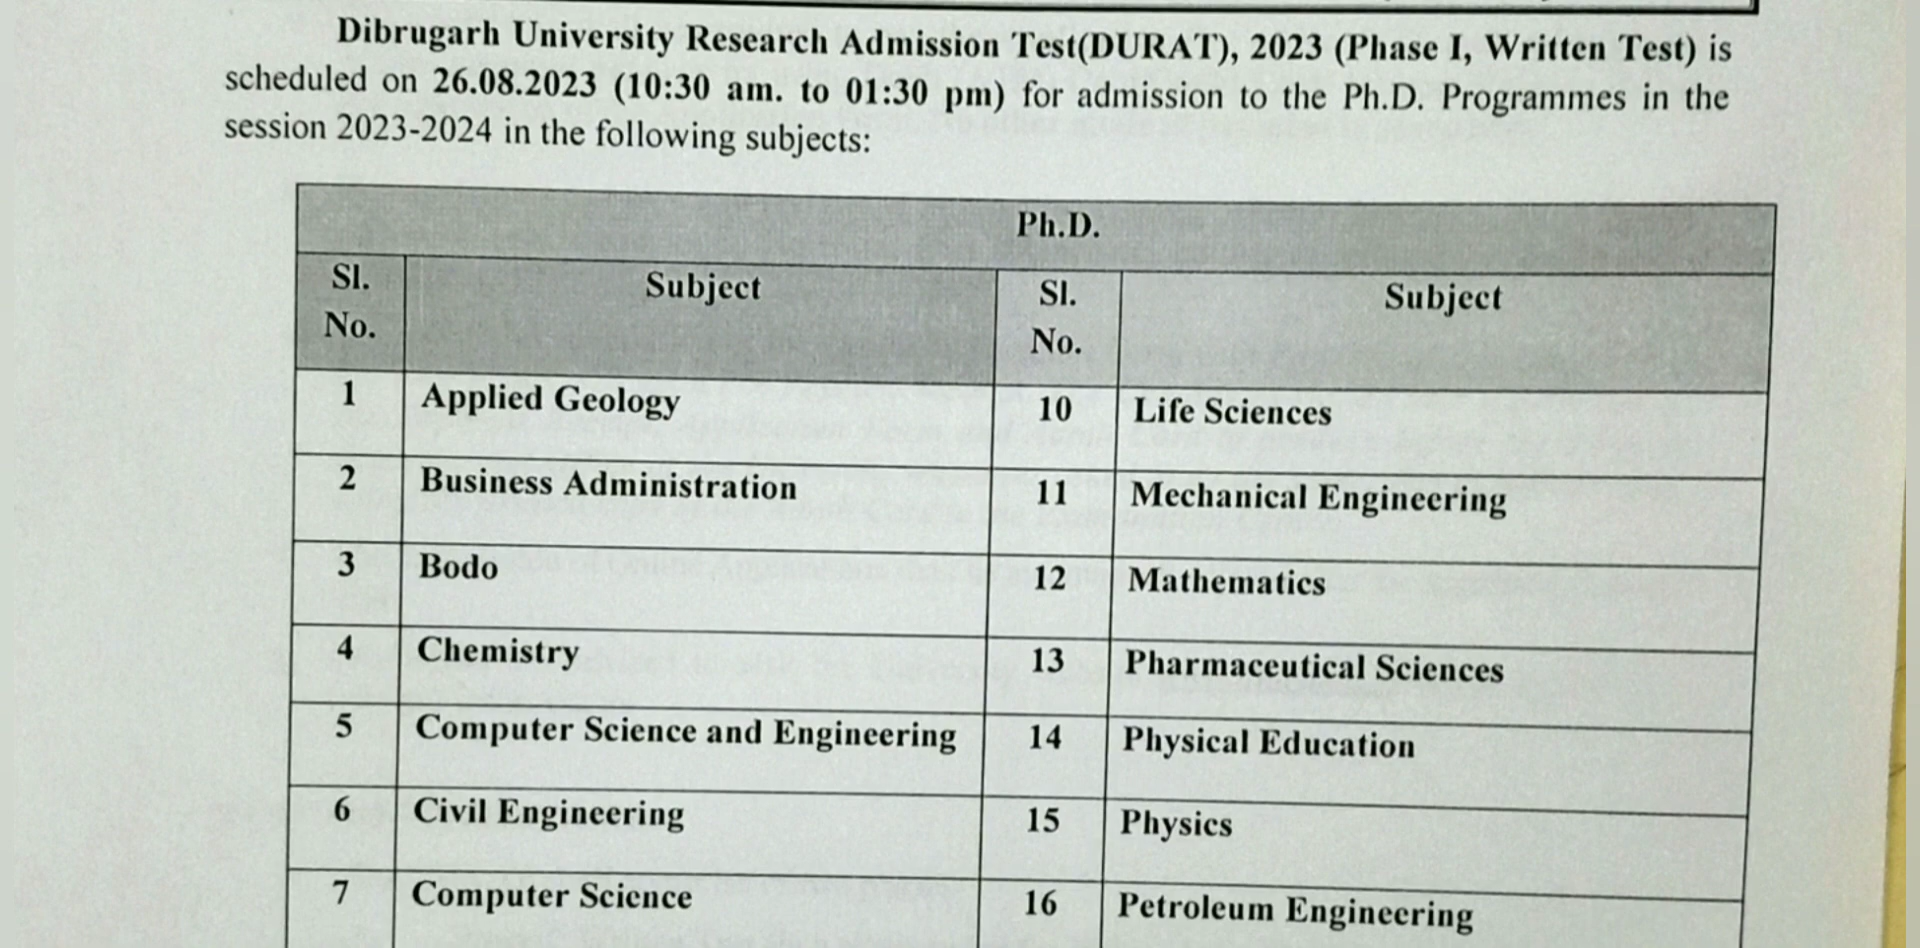 Dibrugarh University Research Admission Test(DURAT), 2023 (Phase I, Written Test) is
scheduled on 26.08.2023 (10:30 am. to 01:30 pm) for admission to the Ph.D. Programmes in the
session 2023-2024 in the following subjects:
Ph.D.
Sl. No. Subject Sl. No. Subject
1 Applied Geology 10 Life Sciences
2 Business Administration 11 Mechanical Engineering
3 Bodo 12 Mathematics
4 Chemistry 13 Pharmaceutical Sciences
5 Computer Science and Engineering 14 Physical Education
6 Civil Engineering 15 Physics
7 Computer Science 16 Petroleum Engineering